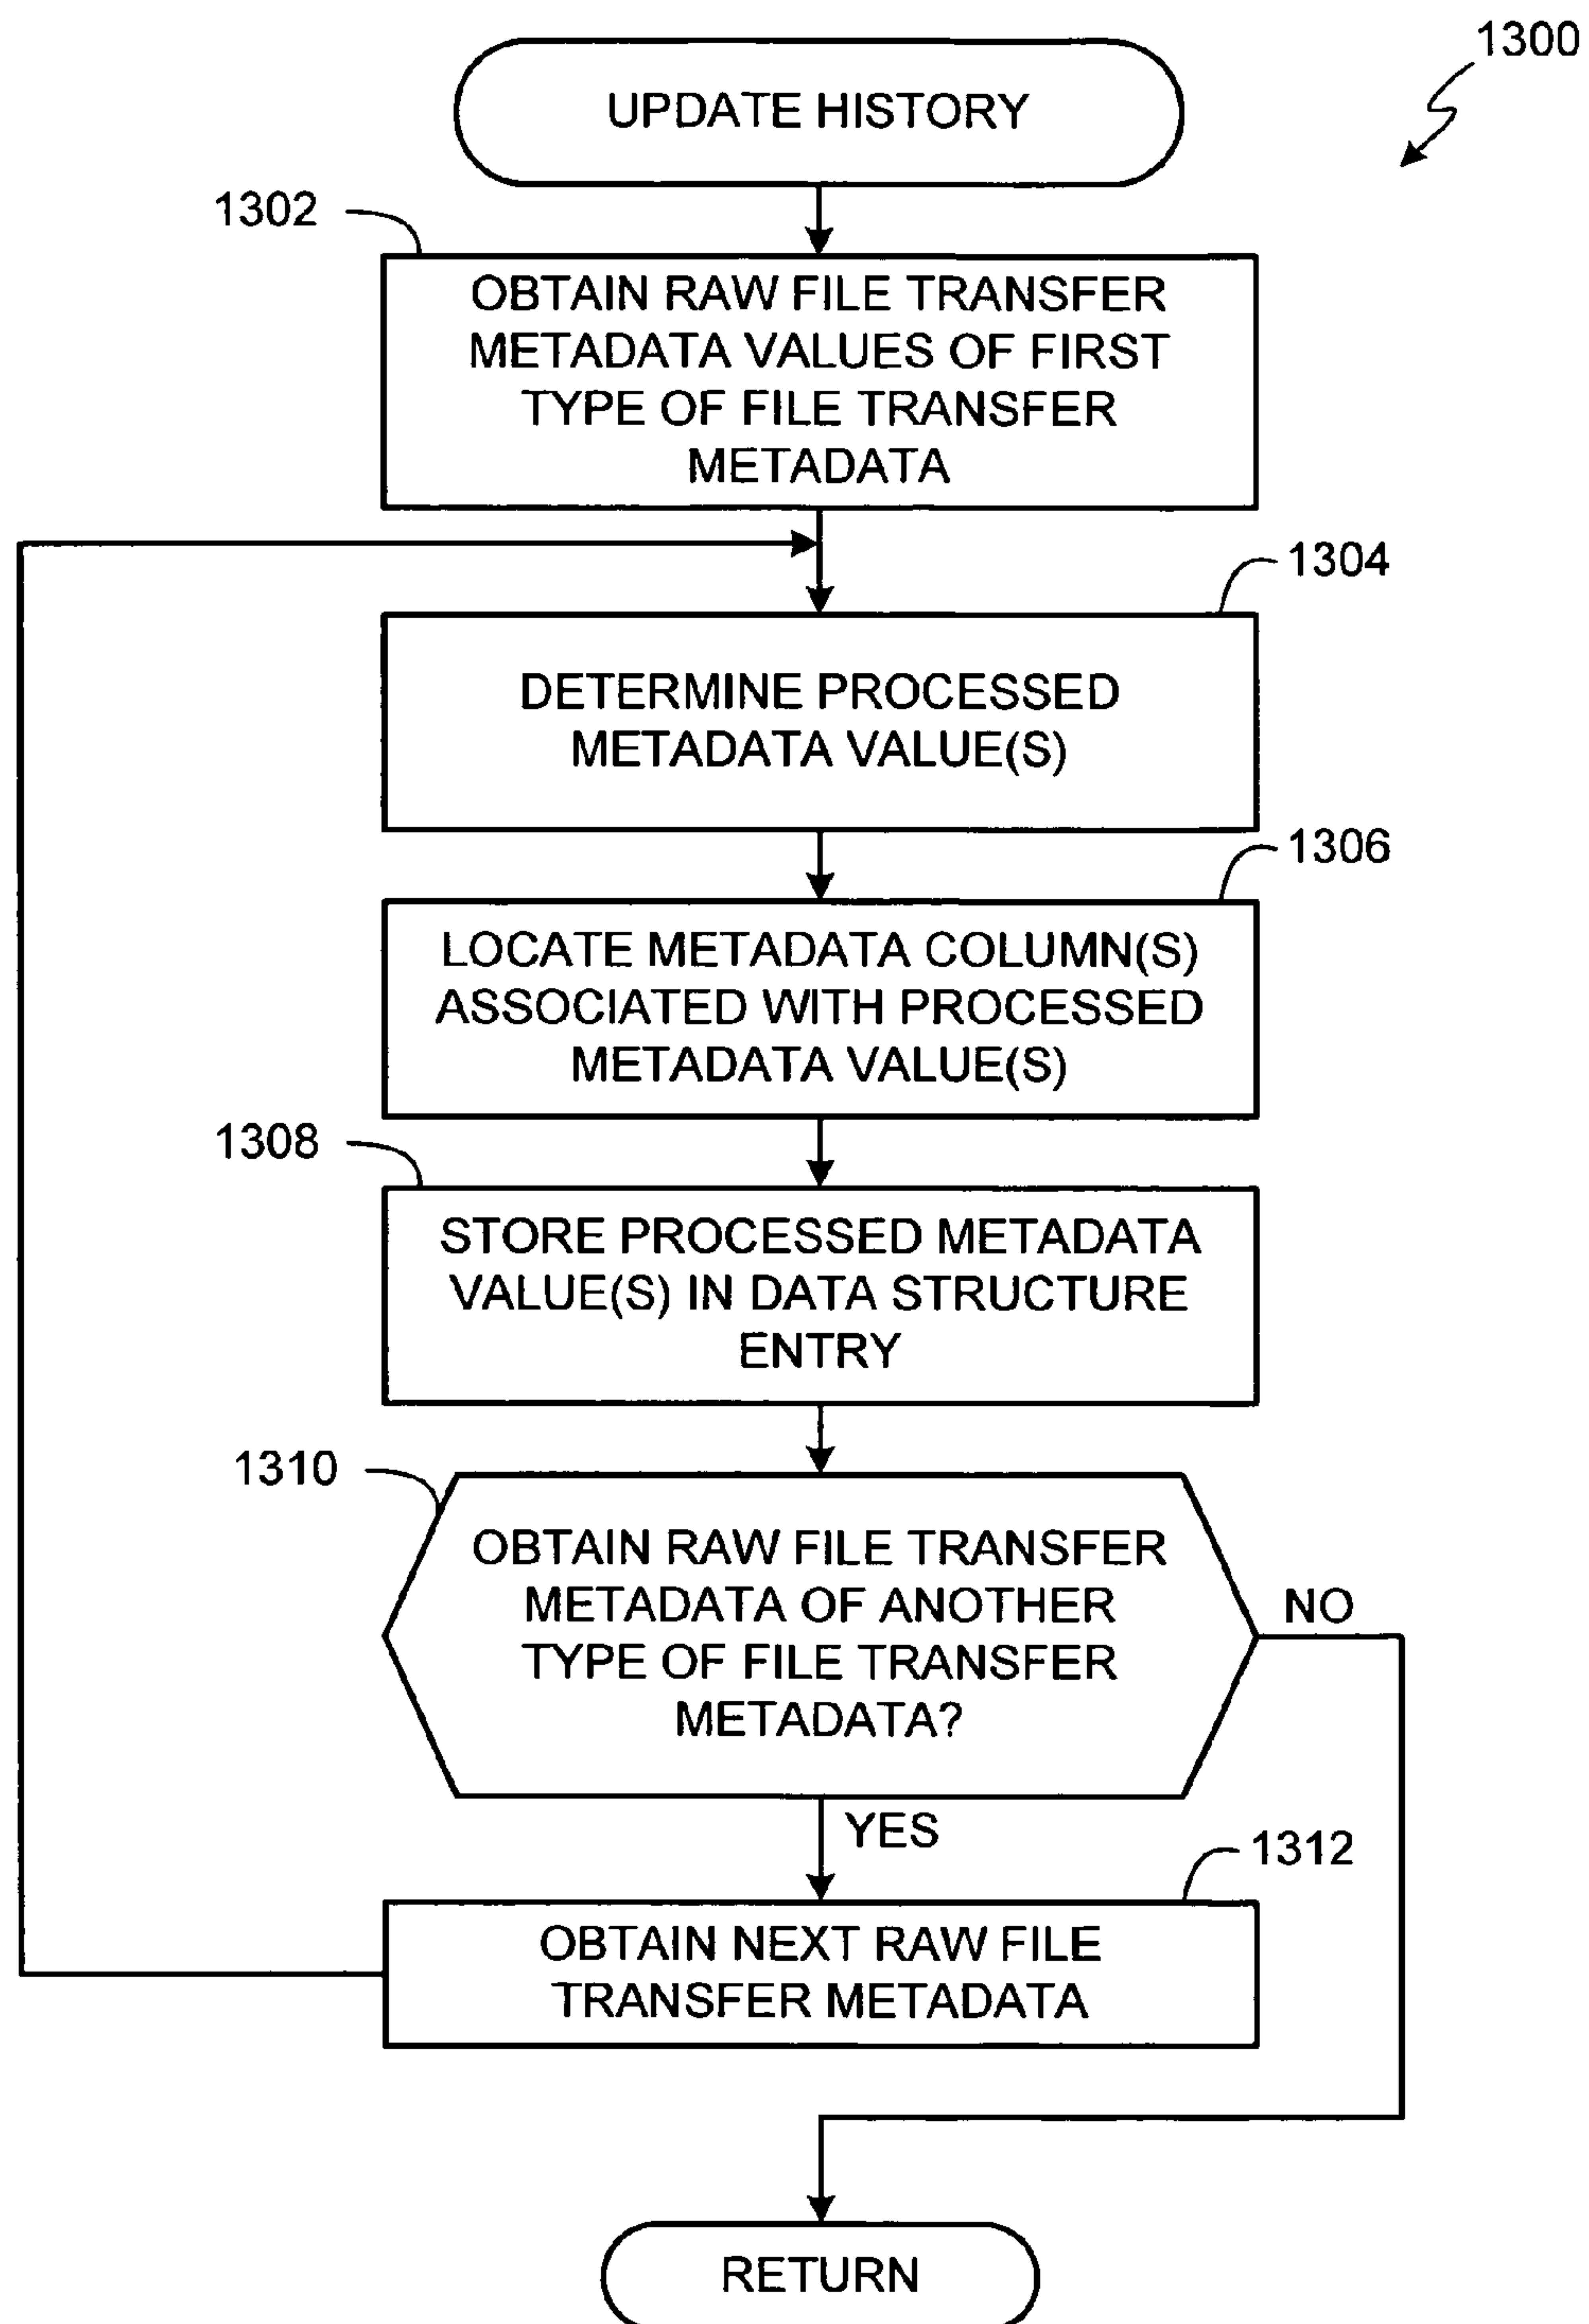 1300
UPDATE HISTORY
1302
OBTAIN RAW FILE TRANSFER
METADATA VALUES OF FIRST
TYPE OF FILE TRANSFER
METADATA
1304
DETERMINE PROCESSED
METADATA VALUE(S)
1306
LOCATE METADATA COLUMN(S)
ASSOCIATED WITH PROCESSED
METADATA VALUE(S)
1308
STORE PROCESSED METADATA
VALUE(S) IN DATA STRUCTURE
ENTRY
1310
OBTAIN RAW FILE TRANSFER
METADATA OF ANOTHER
TYPE OF FILE TRANSFER
METADATA?
NO
YES
1312
OBTAIN NEXT RAW FILE
TRANSFER METADATA
RETURN